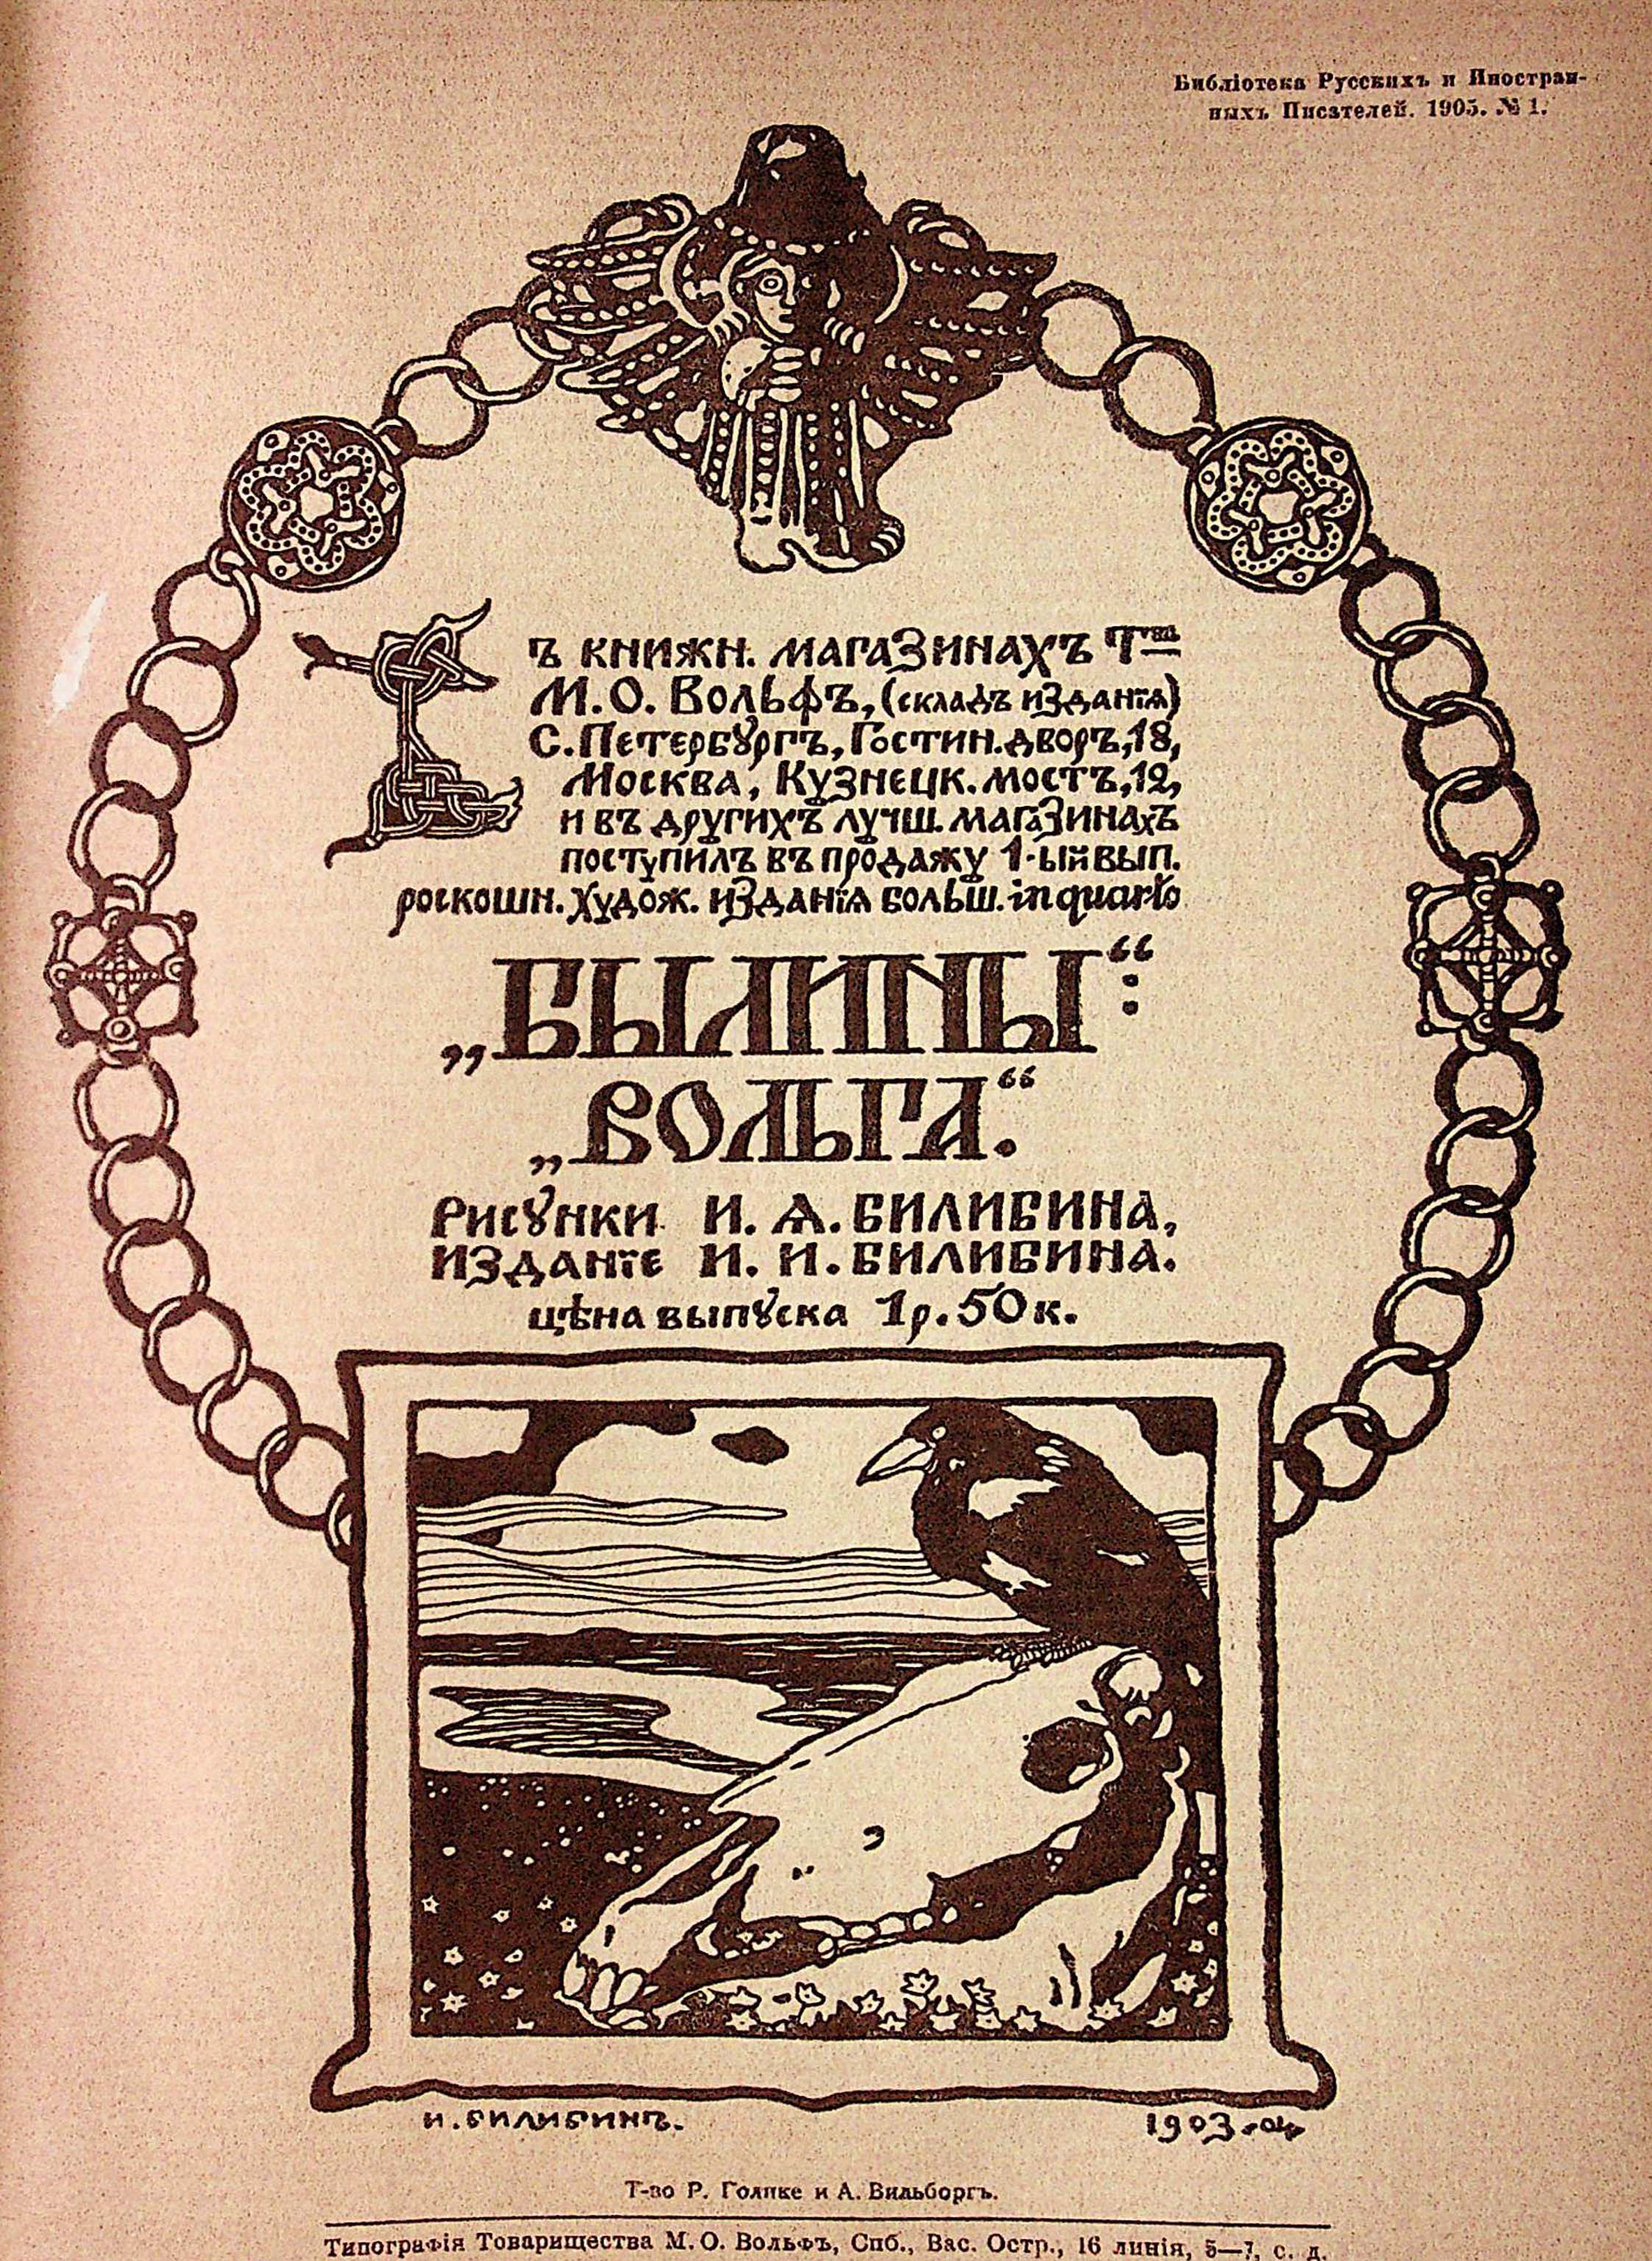 Библіотека Русскихъ и Иностран-
ныхъ Писателей. 1905. № 1.
Въ книжн. магазинахъ Тва
М. О. Вольфъ, (складъ изданія)
С. Петербургъ, Гостин. дворъ, 18,
Москва, Кузнецк. мостъ, 12,
и въ другихъ лучш. магазинахъ
поступилъ въ продажу 1-ый вып.
роскошн. худож. изданія больш. in quarto
„БЫЛИНЫ“:
„ВОЛЬГА.“
Рисунки И. Я. Билибина,
Изданіе И. И. Билибина.
цѣна выпуска 1 р. 50 к.
И. Билибинъ.
1903-04
Т-во Р. Голике и А. Вильборгъ.
Типографія Товарищества М. О. Вольфъ, Спб., Вас. Остр., 16 линія, 5—7, с. д.